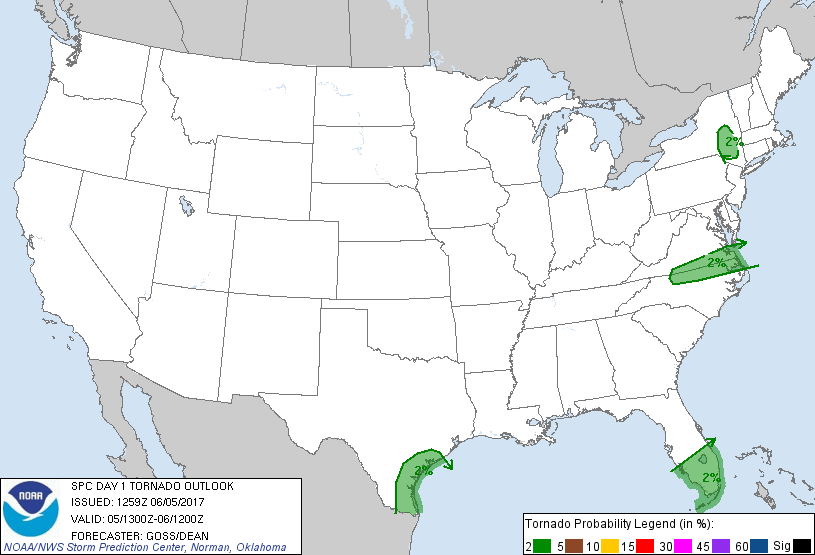 2%
2%
2%
2%
SPC DAY 1 TORNADO OUTLOOK
ISSUED: 1259Z 06/05/2017
VALID: 05/1300Z-06/1200Z
FORECASTER: GOSS/DEAN
NOAA/NWS Storm Prediction Center, Norman, Oklahoma
NOAA
Tornado Probability Legend (in %):
2 5 10 15 30 45 60 Sig